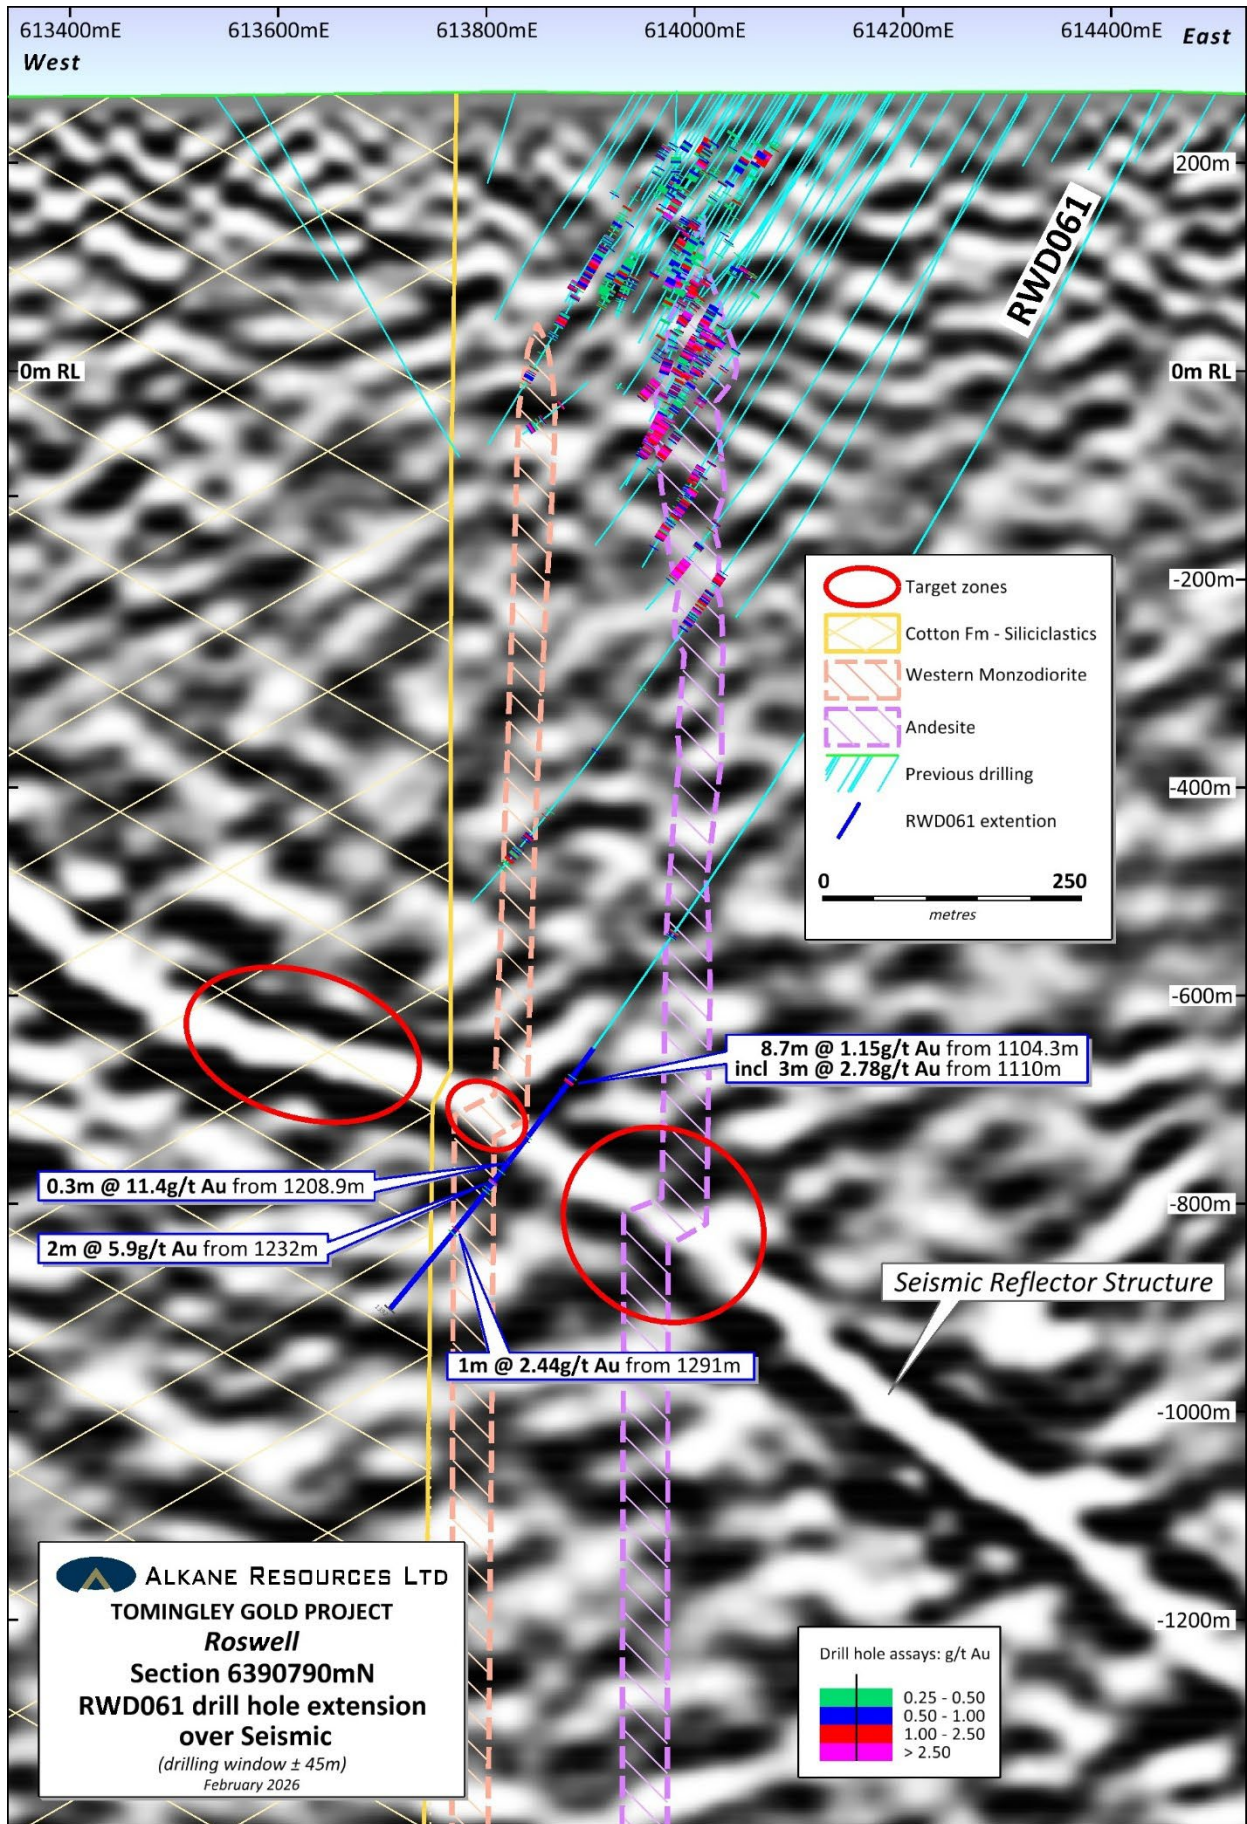 613400mE 613600mE 613800mE 614000mE 614200mE 614400mE East
West
200m
RWD061
0m RL
0m RL
-200m
Target zones
Cotton Fm - Siliciclastics
Western Monzodiorite
Andesite
Previous drilling
RWD061 extention
0 250
metres
-400m
-600m
8.7m @ 1.15g/t Au from 1104.3m
incl 3m @ 2.78g/t Au from 1110m
0.3m @ 11.4g/t Au from 1208.9m
-800m
2m @ 5.9g/t Au from 1232m
Seismic Reflector Structure
1m @ 2.44g/t Au from 1291m
-1000m
ALKANE RESOURCES LTD
TOMINGLEY GOLD PROJECT
Roswell
Section 6390790mN
RWD061 drill hole extension
over Seismic
(drilling window ± 45m)
February 2026
-1200m
Drill hole assays: g/t Au
0.25 - 0.50
0.50 - 1.00
1.00 - 2.50
> 2.50